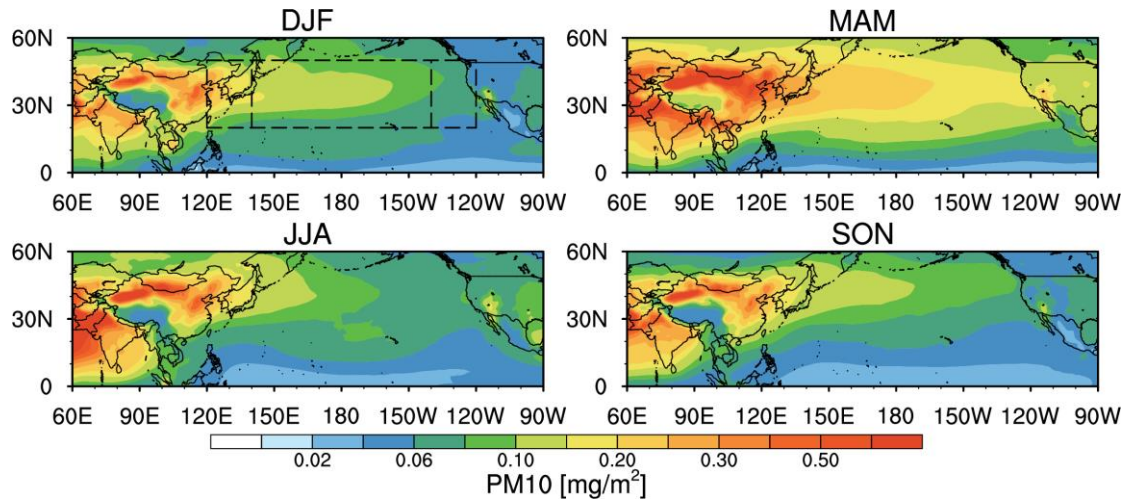 DJF MAM
60N 60N
30N 30N
0 0
60E 90E 120E 150E 180 150W 120W 90W 60E 90E 120E 150E 180 150W 120W 90W
JJA SON
60N 60N
30N 30N
0 0
60E 90E 120E 150E 180 150W 120W 90W 60E 90E 120E 150E 180 150W 120W 90W
0.02 0.06 0.10 0.20 0.30 0.50
PM10 [mg/m²]